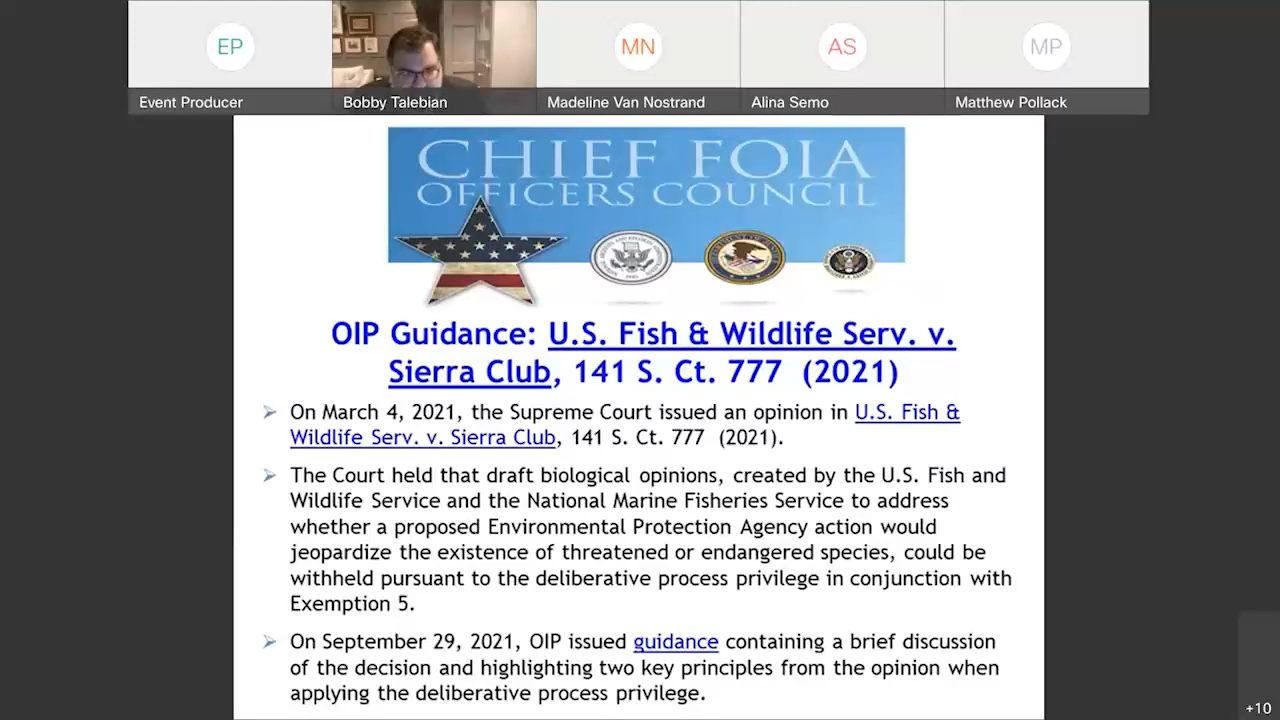 EP
MN
AS
MP
Event Producer
Bobby Talebian
Madeline Van Nostrand
Alina Semo
Matthew Pollack
CHIEF FOIA
OFFICERS COUNCIL
OIP Guidance: U.S. Fish & Wildlife Serv. v.
Sierra Club, 141 S. Ct. 777 (2021)
➢ On March 4, 2021, the Supreme Court issued an opinion in U.S. Fish &
Wildlife Serv. v. Sierra Club, 141 S. Ct. 777 (2021).
➢ The Court held that draft biological opinions, created by the U.S. Fish and
Wildlife Service and the National Marine Fisheries Service to address
whether a proposed Environmental Protection Agency action would
jeopardize the existence of threatened or endangered species, could be
withheld pursuant to the deliberative process privilege in conjunction with
Exemption 5.
➢ On September 29, 2021, OIP issued guidance containing a brief discussion
of the decision and highlighting two key principles from the opinion when
applying the deliberative process privilege.
+10